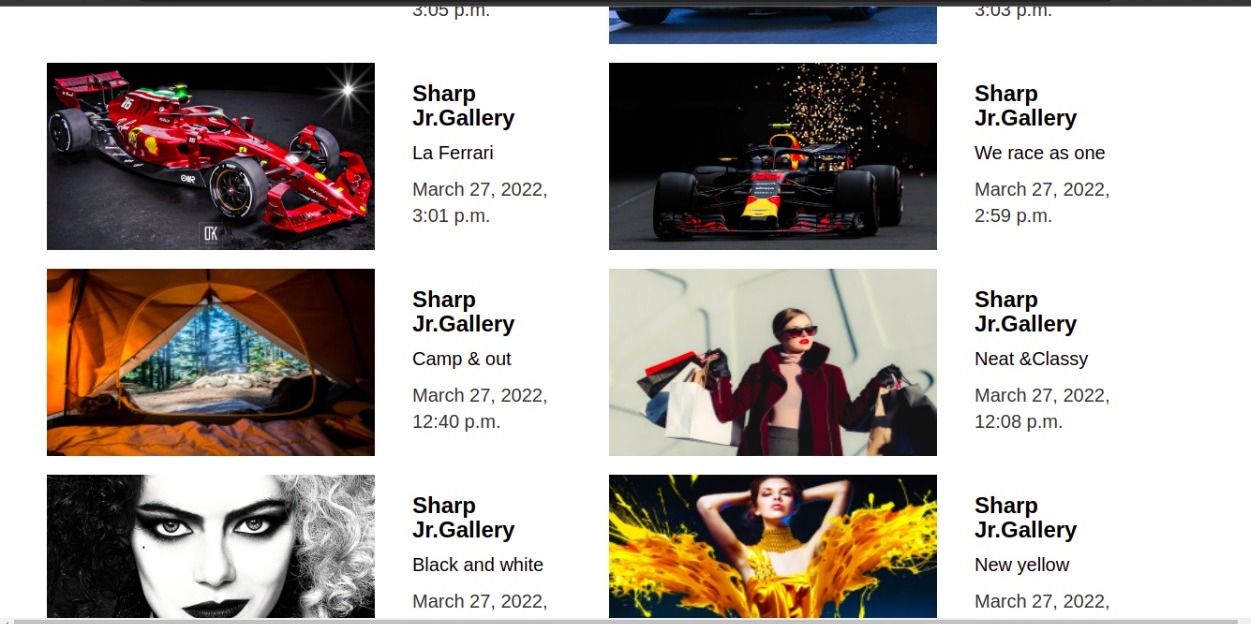 3:05 p.m.
3:03 p.m.
Sharp
Jr.Gallery
La Ferrari
March 27, 2022,
3:01 p.m.
Sharp
Jr.Gallery
We race as one
March 27, 2022,
2:59 p.m.
Sharp
Jr.Gallery
Camp & out
March 27, 2022,
12:40 p.m.
Sharp
Jr.Gallery
Neat &Classy
March 27, 2022,
12:08 p.m.
Sharp
Jr.Gallery
Black and white
March 27, 2022,
Sharp
Jr.Gallery
New yellow
March 27, 2022,